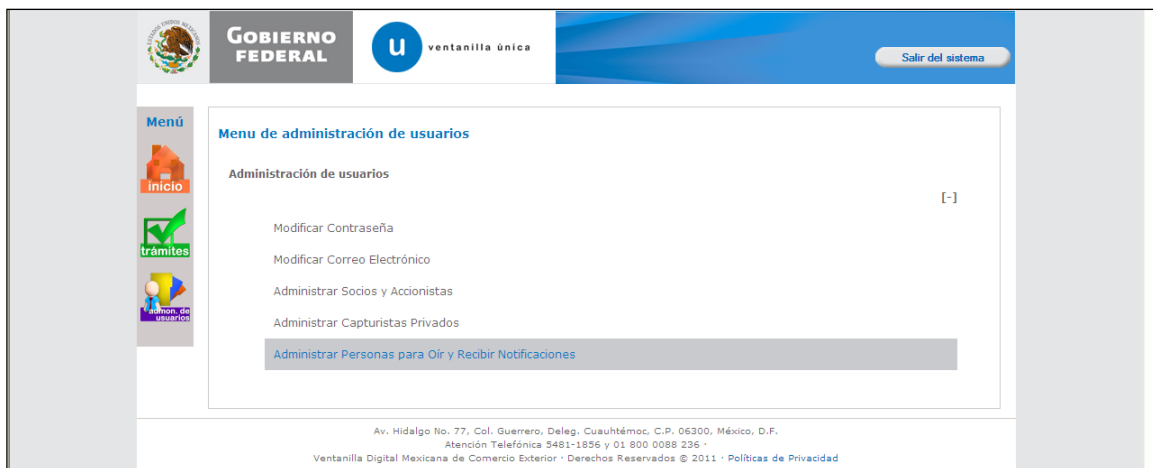 ESTADOS UNIDOS MEXICANOS
GOBIERNO
FEDERAL
u
ventanilla única
Salir del sistema
Menú
inicio
trámites
admon. de
usuarios
Menu de administración de usuarios
Administración de usuarios
[-]
Modificar Contraseña
Modificar Correo Electrónico
Administrar Socios y Accionistas
Administrar Capturistas Privados
Administrar Personas para Oír y Recibir Notificaciones
Av. Hidalgo No. 77, Col. Guerrero, Deleg. Cuauhtémoc, C.P. 06300, México, D.F.
Atención Telefónica 5481-1856 y 01 800 0088 236 ·
Ventanilla Digital Mexicana de Comercio Exterior · Derechos Reservados © 2011 · Políticas de Privacidad